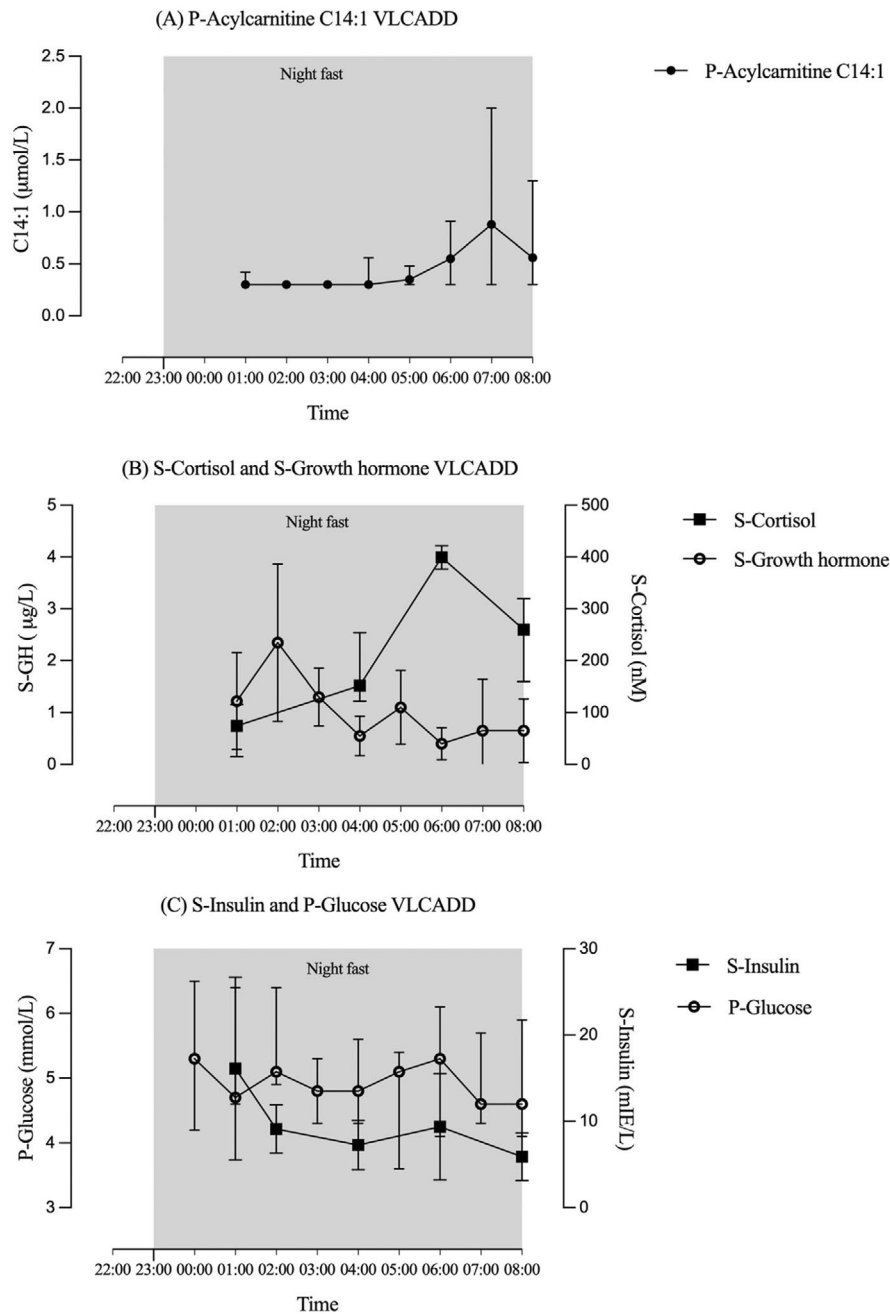 (A) P-Acylcarnitine C14:1 VLCADD
Night fast
P-Acylcarnitine C14:1
C14:1 (μmol/L)
2.5
2.0
1.5
1.0
0.5
0.0
22:00 23:00 00:00 01:00 02:00 03:00 04:00 05:00 06:00 07:00 08:00
Time
(B) S-Cortisol and S-Growth hormone VLCADD
Night fast
S-Cortisol
S-Growth hormone
S-GH ( μg/L)
5
4
3
2
1
0
500
400
300
200
100
0
S-Cortisol (nM)
22:00 23:00 00:00 01:00 02:00 03:00 04:00 05:00 06:00 07:00 08:00
Time
(C) S-Insulin and P-Glucose VLCADD
Night fast
S-Insulin
P-Glucose
P-Glucose (mmol/L)
7
6
5
4
3
30
20
10
0
S-Insulin (mIE/L)
22:00 23:00 00:00 01:00 02:00 03:00 04:00 05:00 06:00 07:00 08:00
Time